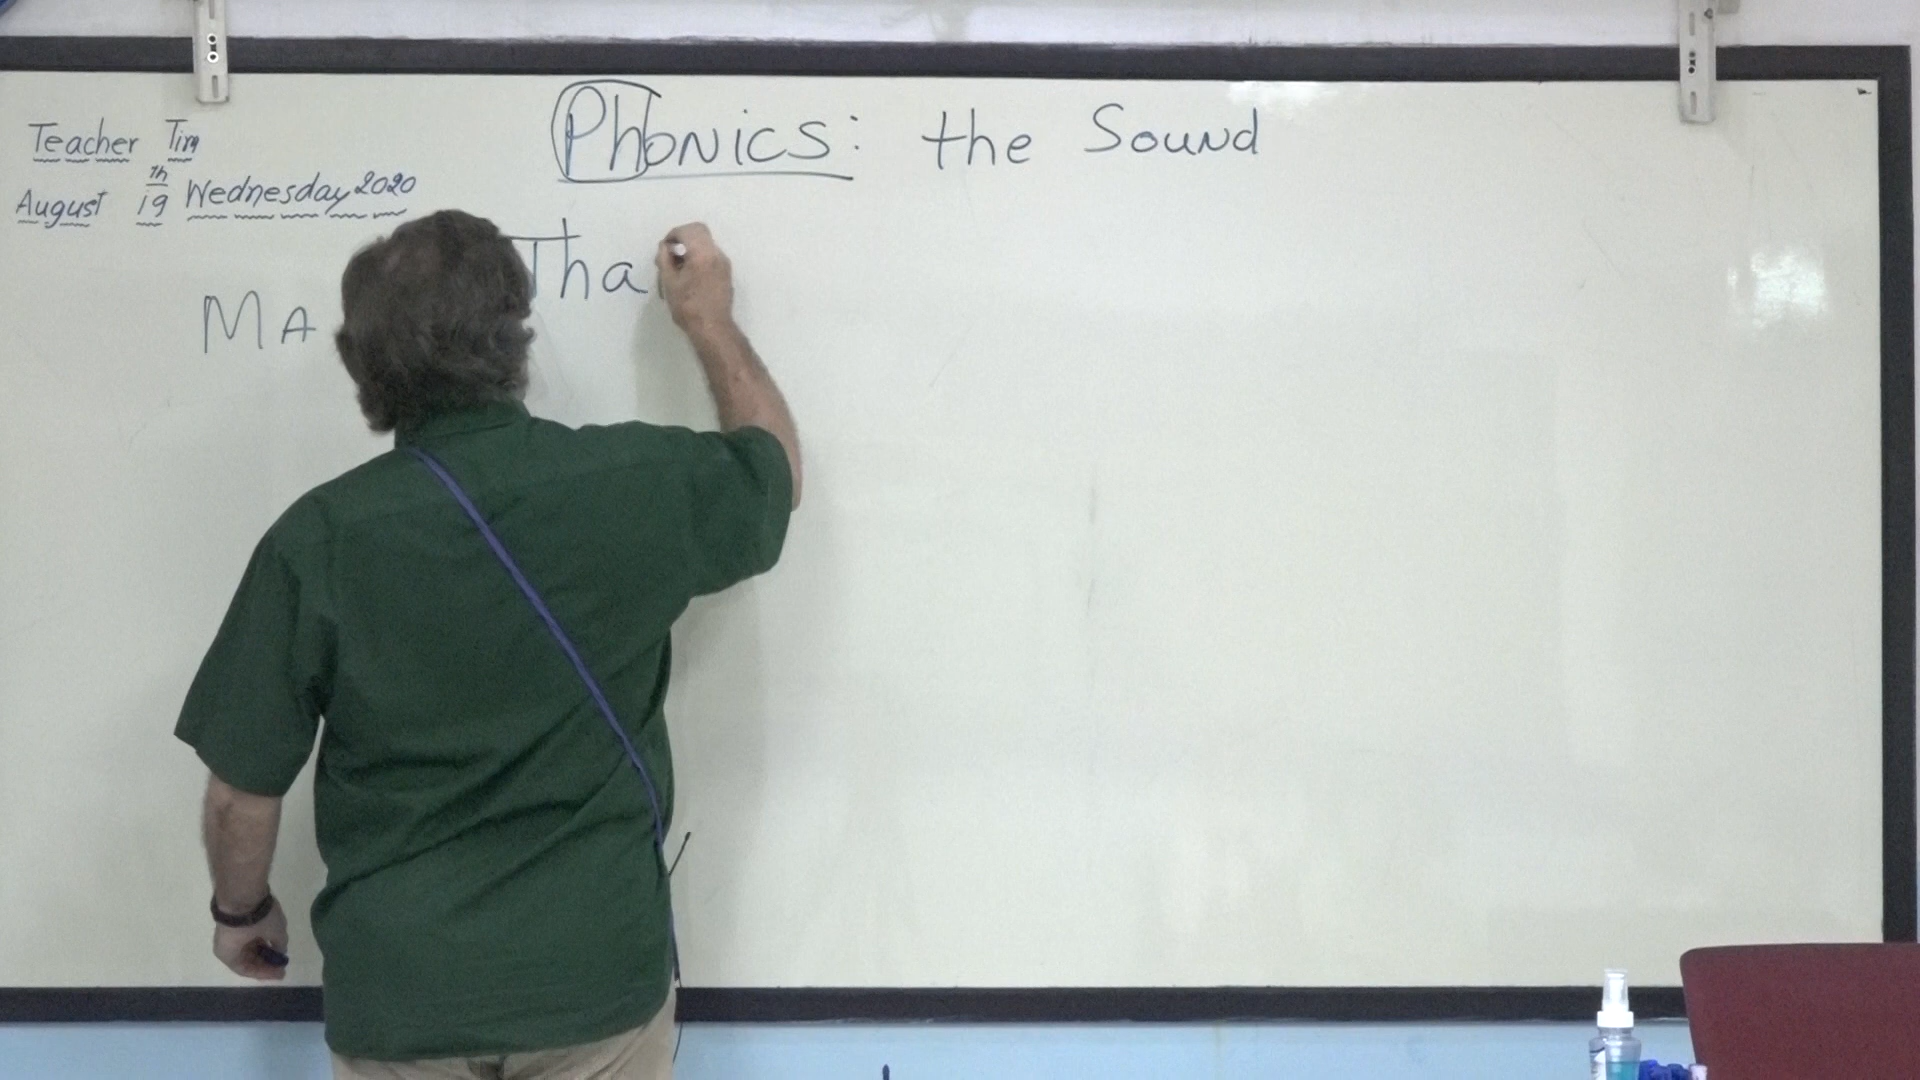 Phonics: the Sound
Teacher Tim
August 19th Wednesday, 2020
Tha
MA